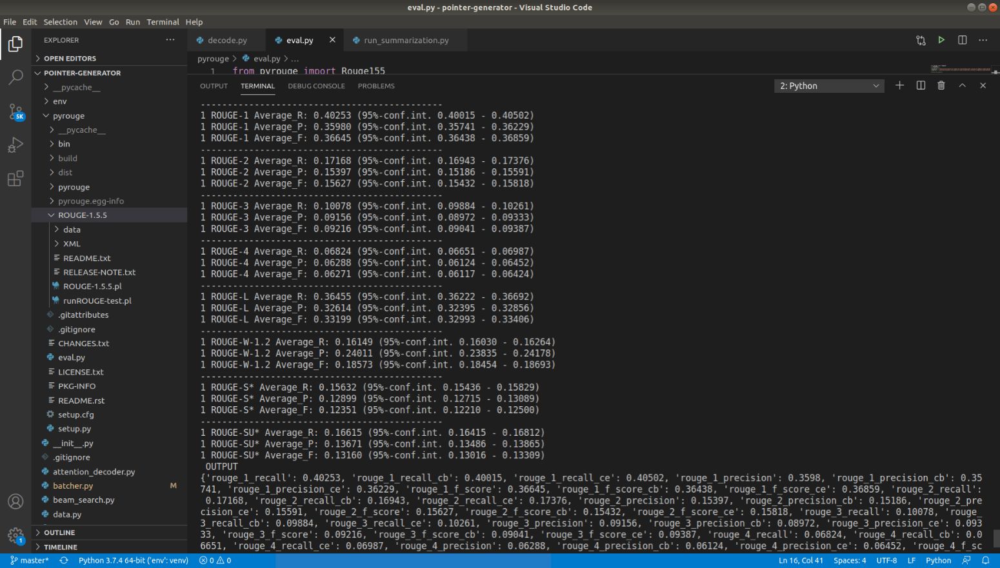 eval.py - pointer-generator - Visual Studio Code
File Edit Selection View Go Run Terminal Help
EXPLORER
OPEN EDITORS
POINTER-GENERATOR
__pycache__
env
pyrouge
__pycache__
bin
build
dist
pyrouge
pyrouge.egg-info
ROUGE-1.5.5
data
XML
README.txt
RELEASE-NOTE.txt
ROUGE-1.5.5.pl
runROUGE-test.pl
.gitattributes
.gitignore
CHANGES.txt
eval.py
LICENSE.txt
PKG-INFO
README.rst
setup.cfg
setup.py
__init__.py
.gitignore
attention_decoder.py
batcher.py M
beam_search.py
data.py
OUTLINE
TIMELINE
5K
1
decode.py eval.py run_summarization.py
pyrouge > eval.py > ...
1 from pyrouge import Rouge155
OUTPUT TERMINAL DEBUG CONSOLE PROBLEMS 2: Python
---------------------------------------------
1 ROUGE-1 Average_R: 0.40253 (95%-conf.int. 0.40015 - 0.40502)
1 ROUGE-1 Average_P: 0.35980 (95%-conf.int. 0.35741 - 0.36229)
1 ROUGE-1 Average_F: 0.36645 (95%-conf.int. 0.36438 - 0.36859)
---------------------------------------------
1 ROUGE-2 Average_R: 0.17168 (95%-conf.int. 0.16943 - 0.17376)
1 ROUGE-2 Average_P: 0.15397 (95%-conf.int. 0.15186 - 0.15591)
1 ROUGE-2 Average_F: 0.15627 (95%-conf.int. 0.15432 - 0.15818)
---------------------------------------------
1 ROUGE-3 Average_R: 0.10078 (95%-conf.int. 0.09884 - 0.10261)
1 ROUGE-3 Average_P: 0.09156 (95%-conf.int. 0.08972 - 0.09333)
1 ROUGE-3 Average_F: 0.09216 (95%-conf.int. 0.09041 - 0.09387)
---------------------------------------------
1 ROUGE-4 Average_R: 0.06824 (95%-conf.int. 0.06651 - 0.06987)
1 ROUGE-4 Average_P: 0.06288 (95%-conf.int. 0.06124 - 0.06452)
1 ROUGE-4 Average_F: 0.06271 (95%-conf.int. 0.06117 - 0.06424)
---------------------------------------------
1 ROUGE-L Average_R: 0.36455 (95%-conf.int. 0.36222 - 0.36692)
1 ROUGE-L Average_P: 0.32614 (95%-conf.int. 0.32395 - 0.32856)
1 ROUGE-L Average_F: 0.33199 (95%-conf.int. 0.32993 - 0.33406)
---------------------------------------------
1 ROUGE-W-1.2 Average_R: 0.16149 (95%-conf.int. 0.16030 - 0.16264)
1 ROUGE-W-1.2 Average_P: 0.24011 (95%-conf.int. 0.23835 - 0.24178)
1 ROUGE-W-1.2 Average_F: 0.18573 (95%-conf.int. 0.18454 - 0.18693)
---------------------------------------------
1 ROUGE-S* Average_R: 0.15632 (95%-conf.int. 0.15436 - 0.15829)
1 ROUGE-S* Average_P: 0.12899 (95%-conf.int. 0.12715 - 0.13089)
1 ROUGE-S* Average_F: 0.12351 (95%-conf.int. 0.12210 - 0.12500)
---------------------------------------------
1 ROUGE-SU* Average_R: 0.16615 (95%-conf.int. 0.16415 - 0.16812)
1 ROUGE-SU* Average_P: 0.13671 (95%-conf.int. 0.13486 - 0.13865)
1 ROUGE-SU* Average_F: 0.13160 (95%-conf.int. 0.13016 - 0.13309)
OUTPUT
{'rouge_1_recall': 0.40253, 'rouge_1_recall_cb': 0.40015, 'rouge_1_recall_ce': 0.40502, 'rouge_1_precision': 0.3598, 'rouge_1_precision_cb': 0.35
741, 'rouge_1_precision_ce': 0.36229, 'rouge_1_f_score': 0.36645, 'rouge_1_f_score_cb': 0.36438, 'rouge_1_f_score_ce': 0.36859, 'rouge_2_recall':
0.17168, 'rouge_2_recall_cb': 0.16943, 'rouge_2_recall_ce': 0.17376, 'rouge_2_precision': 0.15397, 'rouge_2_precision_cb': 0.15186, 'rouge_2_pre
cision_ce': 0.15591, 'rouge_2_f_score': 0.15627, 'rouge_2_f_score_cb': 0.15432, 'rouge_2_f_score_ce': 0.15818, 'rouge_3_recall': 0.10078, 'rouge_
3_recall_cb': 0.09884, 'rouge_3_recall_ce': 0.10261, 'rouge_3_precision': 0.09156, 'rouge_3_precision_cb': 0.08972, 'rouge_3_precision_ce': 0.093
33, 'rouge_3_f_score': 0.09216, 'rouge_3_f_score_cb': 0.09041, 'rouge_3_f_score_ce': 0.09387, 'rouge_4_recall': 0.06824, 'rouge_4_recall_cb': 0.0
6651, 'rouge_4_recall_ce': 0.06987, 'rouge_4_precision': 0.06288, 'rouge_4_precision_cb': 0.06124, 'rouge_4_precision_ce': 0.06452, 'rouge_4_f_sc
master* Python 3.7.4 64-bit ('env': venv) 0 0 Ln 16, Col 41 Spaces: 4 UTF-8 LF Python